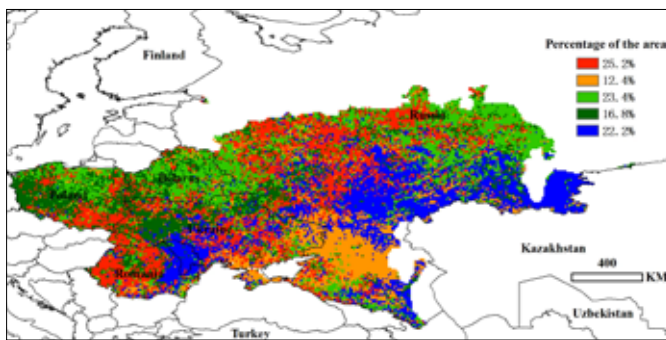 Finland
Percentage of the area
25.2%
12.4%
23.4%
16.8%
22.2%
Russia
Poland
Belarus
Ukraine
Romania
Kazakhstan
400
KM
Uzbekistan
Turkey